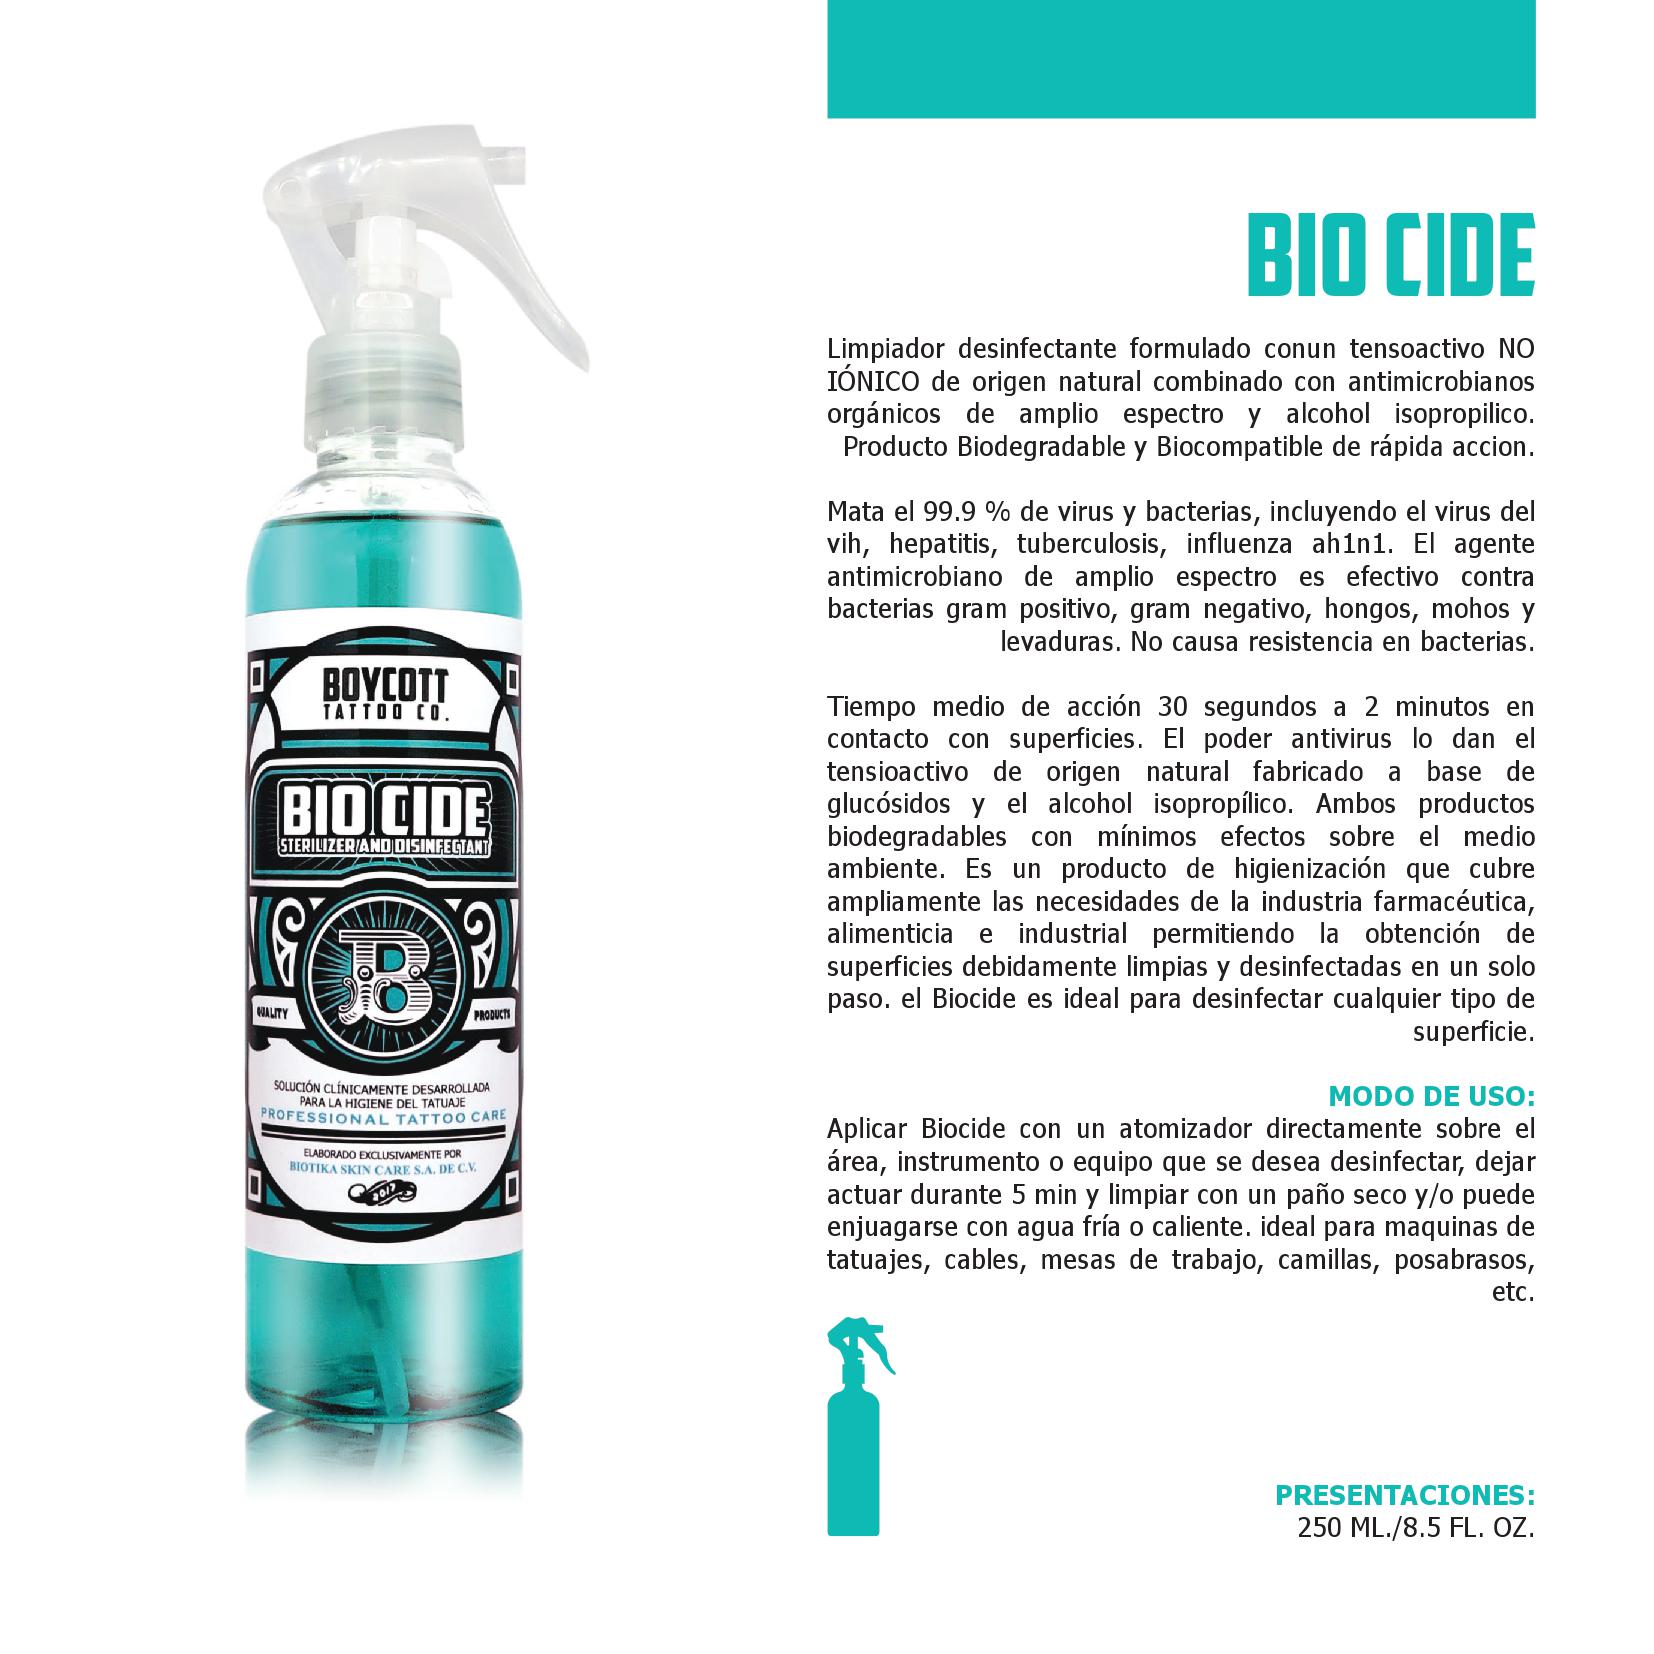 BIO CIDE
Limpiador desinfectante formulado conun tensoactivo NO
IÓNICO de origen natural combinado con antimicrobianos
orgánicos de amplio espectro y alcohol isopropilico.
Producto Biodegradable y Biocompatible de rápida accion.
Mata el 99.9 % de virus y bacterias, incluyendo el virus del
vih, hepatitis, tuberculosis, influenza ah1n1. El agente
antimicrobiano de amplio espectro es efectivo contra
bacterias gram positivo, gram negativo, hongos, mohos y
levaduras. No causa resistencia en bacterias.
Tiempo medio de acción 30 segundos a 2 minutos en
contacto con superficies. El poder antivirus lo dan el
tensioactivo de origen natural fabricado a base de
glucósidos y el alcohol isopropílico. Ambos productos
biodegradables con mínimos efectos sobre el medio
ambiente. Es un producto de higienización que cubre
ampliamente las necesidades de la industria farmacéutica,
alimenticia e industrial permitiendo la obtención de
superficies debidamente limpias y desinfectadas en un solo
paso. el Biocide es ideal para desinfectar cualquier tipo de
superficie.
MODO DE USO:
Aplicar Biocide con un atomizador directamente sobre el
área, instrumento o equipo que se desea desinfectar, dejar
actuar durante 5 min y limpiar con un paño seco y/o puede
enjuagarse con agua fría o caliente. ideal para maquinas de
tatuajes, cables, mesas de trabajo, camillas, posabrasos,
etc.
PRESENTACIONES:
250 ML./8.5 FL. OZ.
BOYCOTT
TATTOO CO.
BIO CIDE
STERILIZER AND DISINFECTANT
B
QUALITY PRODUCTS
SOLUCIÓN CLÍNICAMENTE DESARROLLADA
PARA LA HIGIENE DEL TATUAJE
PROFESSIONAL TATTOO CARE
ELABORADO EXCLUSIVAMENTE POR
BIOTIKA SKIN CARE S.A. DE C.V.
2017